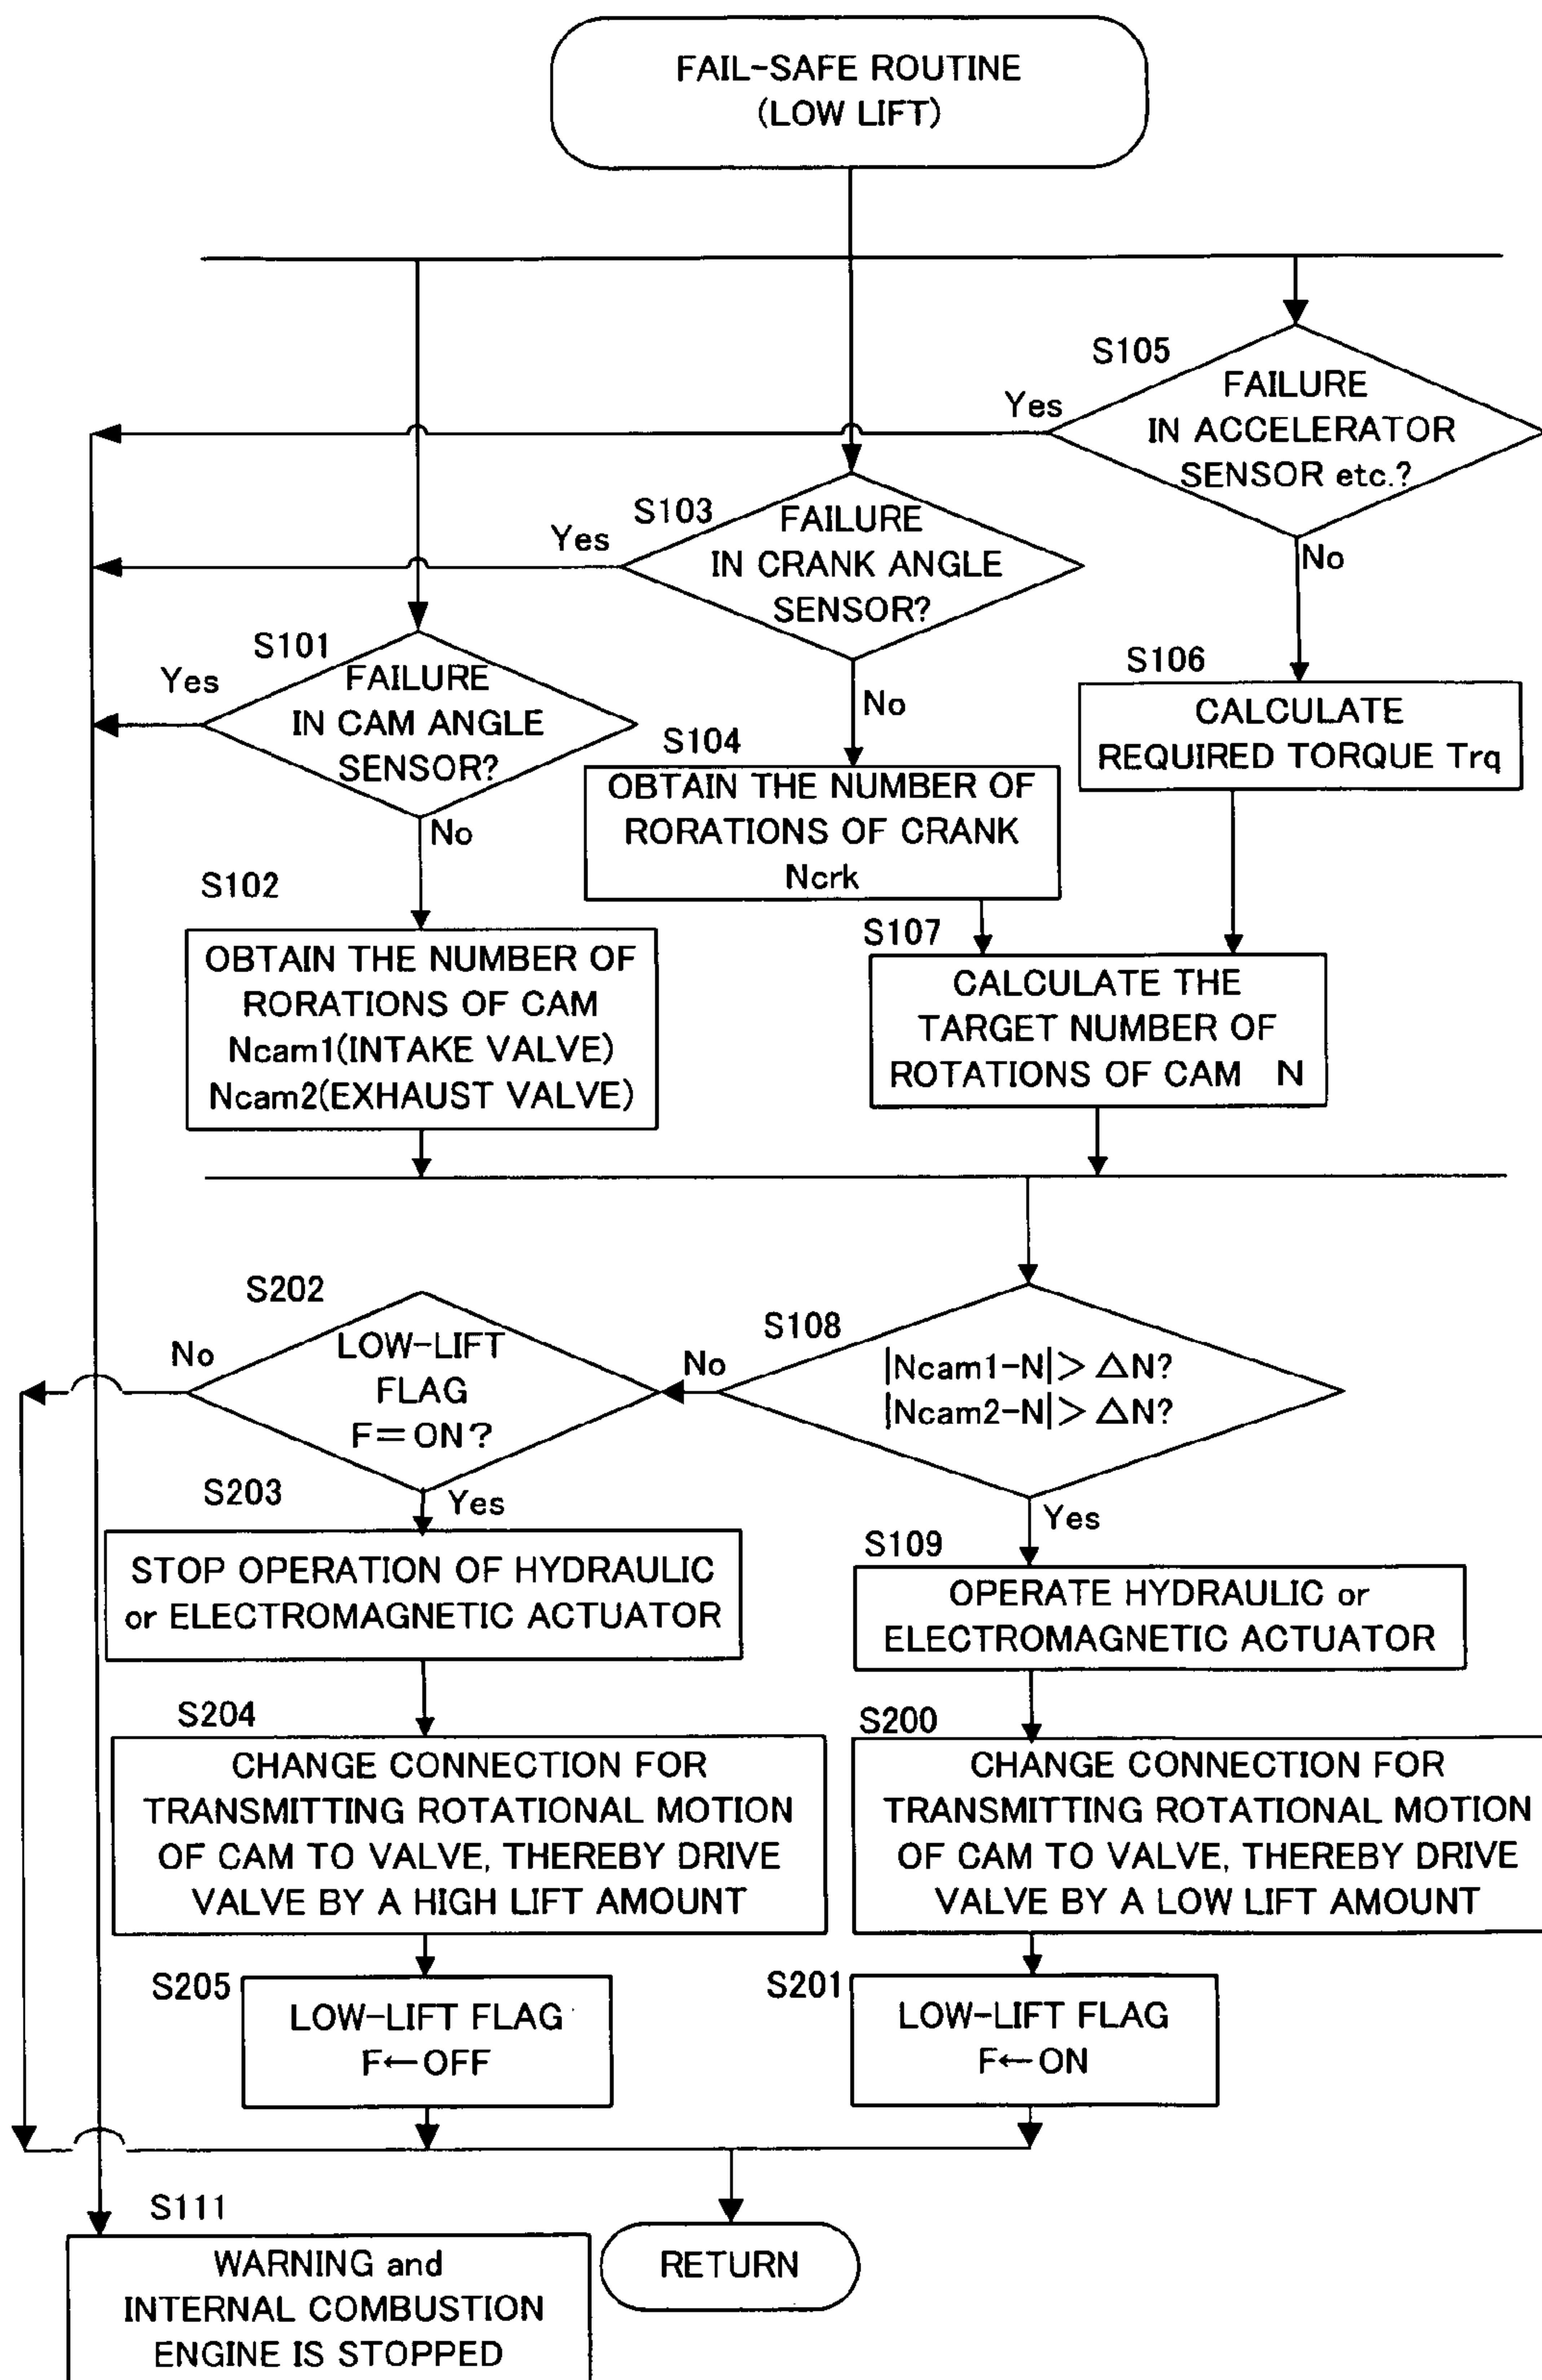 FAIL-SAFE ROUTINE
(LOW LIFT)
S105
FAILURE
IN ACCELERATOR
SENSOR etc.?
Yes
No
S103
FAILURE
IN CRANK ANGLE
SENSOR?
Yes
No
S101
FAILURE
IN CAM ANGLE
SENSOR?
Yes
No
S106
CALCULATE
REQUIRED TORQUE Trq
S104
OBTAIN THE NUMBER OF
RORATIONS OF CRANK
Ncrk
S102
OBTAIN THE NUMBER OF
RORATIONS OF CAM
Ncam1(INTAKE VALVE)
Ncam2(EXHAUST VALVE)
S107
CALCULATE THE
TARGET NUMBER OF
ROTATIONS OF CAM N
S202
LOW-LIFT
FLAG
F=ON?
No
Yes
S108
|Ncam1-N|> △N?
|Ncam2-N|> △N?
No
Yes
S203
STOP OPERATION OF HYDRAULIC
or ELECTROMAGNETIC ACTUATOR
S109
OPERATE HYDRAULIC or
ELECTROMAGNETIC ACTUATOR
S204
CHANGE CONNECTION FOR
TRANSMITTING ROTATIONAL MOTION
OF CAM TO VALVE, THEREBY DRIVE
VALVE BY A HIGH LIFT AMOUNT
S200
CHANGE CONNECTION FOR
TRANSMITTING ROTATIONAL MOTION
OF CAM TO VALVE, THEREBY DRIVE
VALVE BY A LOW LIFT AMOUNT
S205
LOW-LIFT FLAG
F←OFF
S201
LOW-LIFT FLAG
F←ON
S111
WARNING and
INTERNAL COMBUSTION
ENGINE IS STOPPED
RETURN